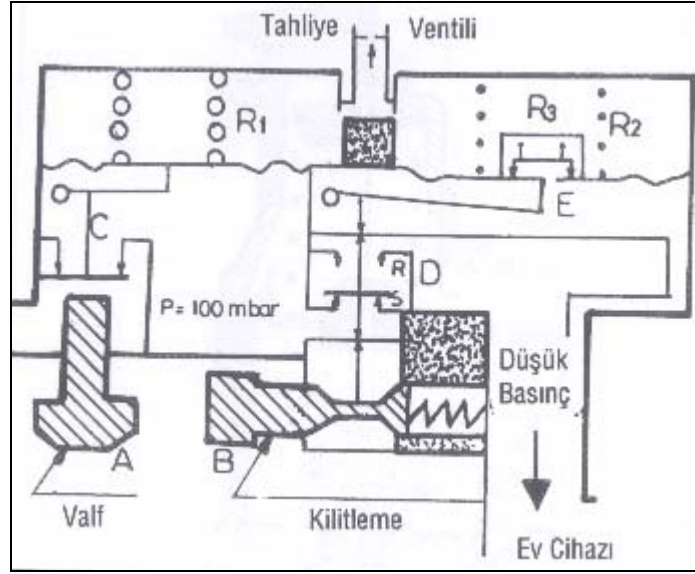 Tahliye Ventili
R1
R3
R2
C
E
D
R
S
P= 100 mbar
Düşük
Basınç
A
B
Valf
Kilitleme
Ev Cihazı